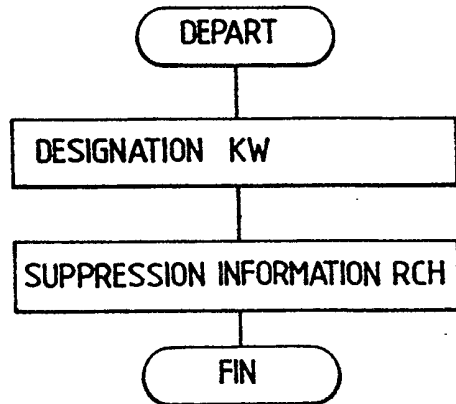 DEPART
DESIGNATION KW
SUPPRESSION INFORMATION RCH
FIN